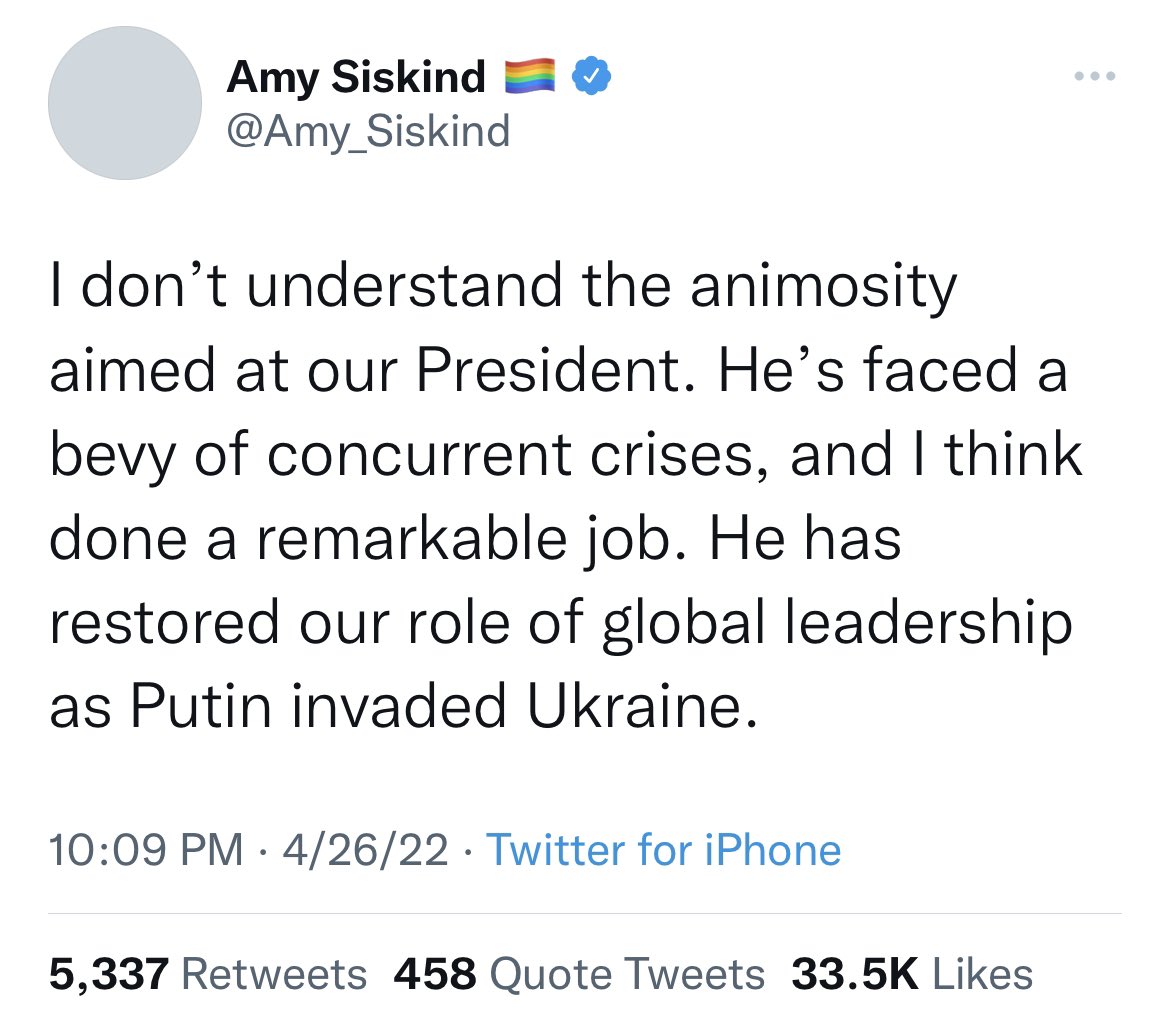 Amy Siskind 🏳️‍🌈
@Amy_Siskind
I don’t understand the animosity
aimed at our President. He’s faced a
bevy of concurrent crises, and I think
done a remarkable job. He has
restored our role of global leadership
as Putin invaded Ukraine.
10:09 PM · 4/26/22 · Twitter for iPhone
5,337 Retweets 458 Quote Tweets 33.5K Likes